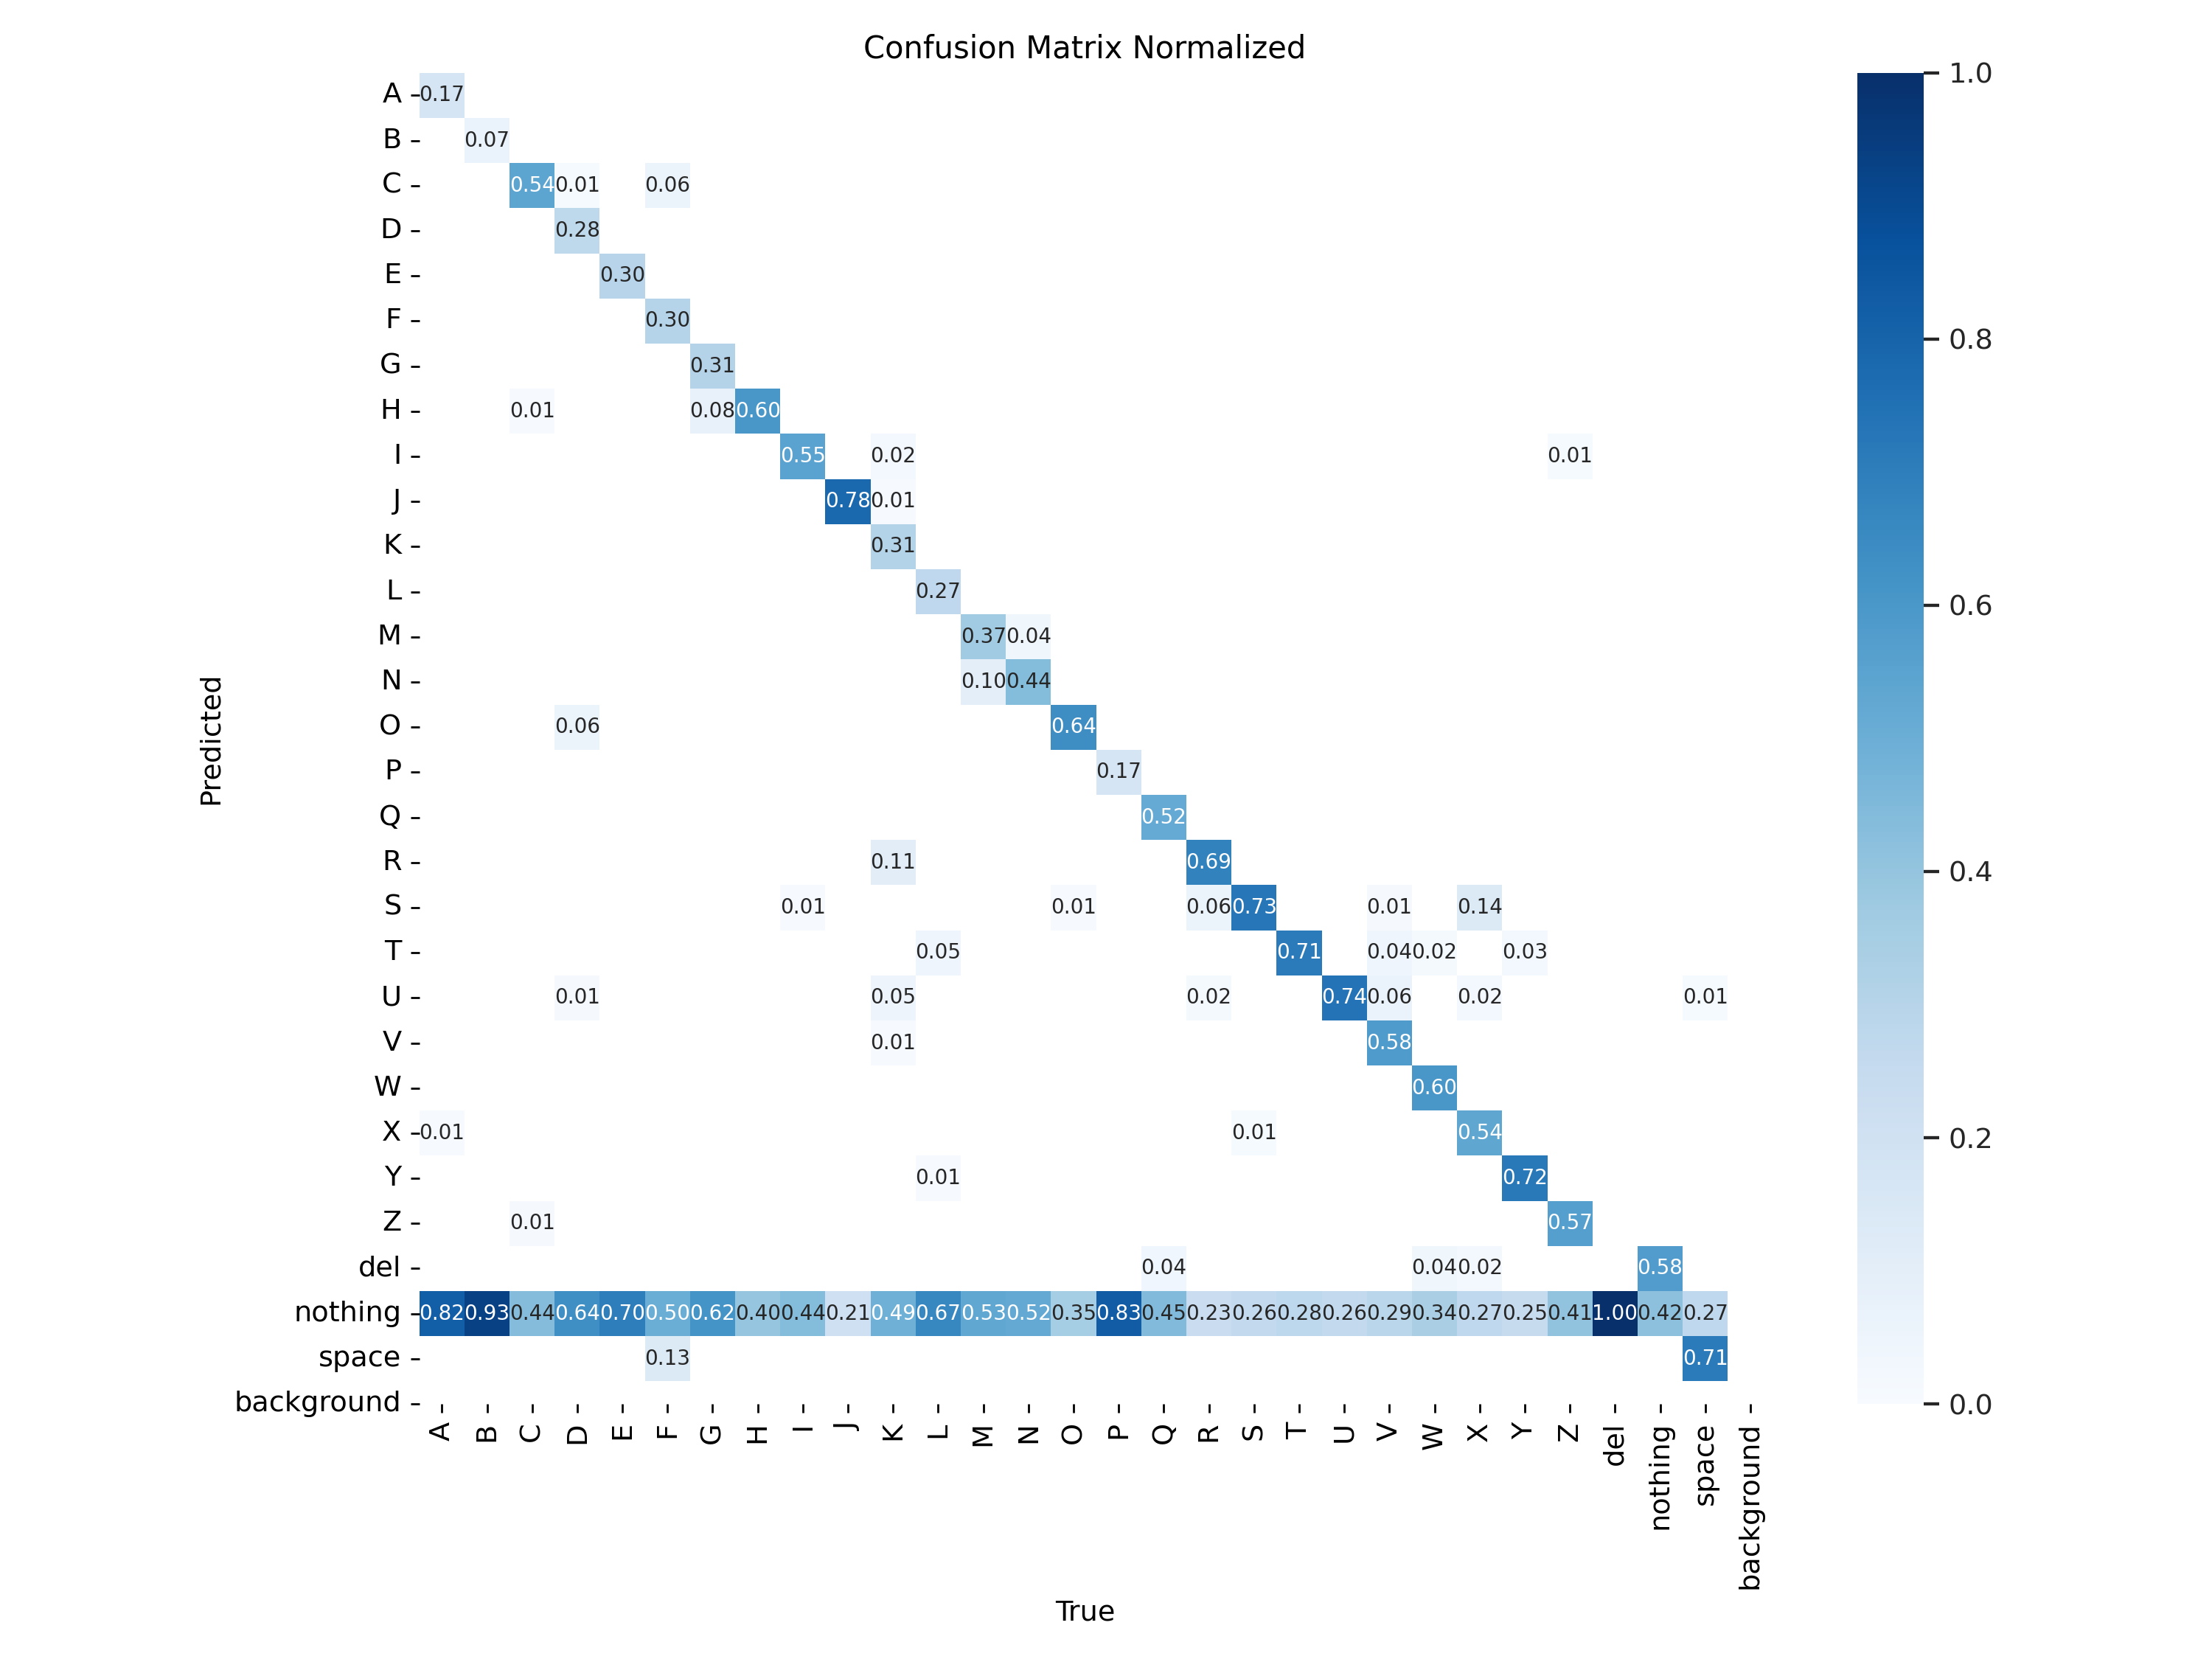 Confusion Matrix Normalized
A 0.17
B 0.07
C 0.54 0.01 0.06
D 0.28
E 0.30
F 0.30
G 0.31
H 0.01 0.08 0.60
I 0.55 0.02 0.01
J 0.78 0.01
K 0.31
L 0.27
M 0.37 0.04
N 0.10 0.44
O 0.06 0.64
P 0.17
Q 0.52
R 0.11 0.69
S 0.01 0.01 0.06 0.73 0.01 0.14
T 0.05 0.71 0.04 0.02 0.03
U 0.01 0.05 0.02 0.74 0.06 0.02 0.01
V 0.01 0.58
W 0.60
X 0.01 0.01 0.54
Y 0.01 0.72
Z 0.01 0.57
del 0.04 0.04 0.02 0.58
nothing 0.82 0.93 0.44 0.64 0.70 0.50 0.62 0.40 0.44 0.21 0.49 0.67 0.53 0.52 0.35 0.83 0.45 0.23 0.26 0.28 0.26 0.29 0.34 0.27 0.25 0.41 1.00 0.42 0.27
space 0.13 0.71
background
A B C D E F G H I J K L M N O P Q R S T U V W X Y Z del nothing space background
True
Predicted
1.0
0.8
0.6
0.4
0.2
0.0